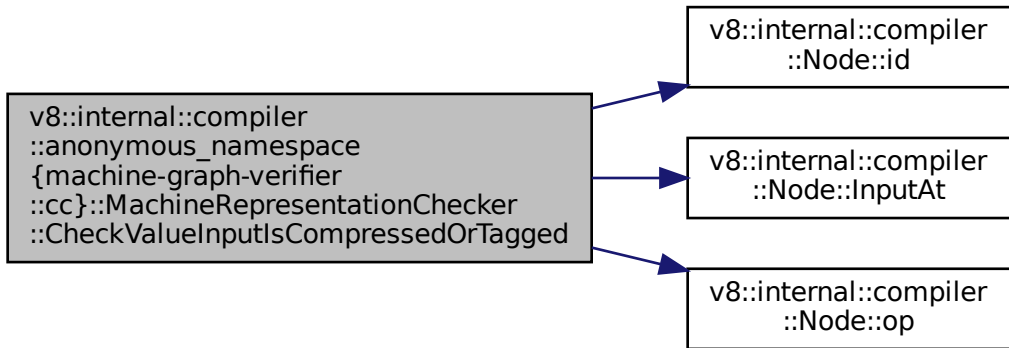 v8::internal::compiler
::Node::id
v8::internal::compiler
::anonymous_namespace
{machine-graph-verifier
::cc}::MachineRepresentationChecker
::CheckValueInputIsCompressedOrTagged
v8::internal::compiler
::Node::InputAt
v8::internal::compiler
::Node::op